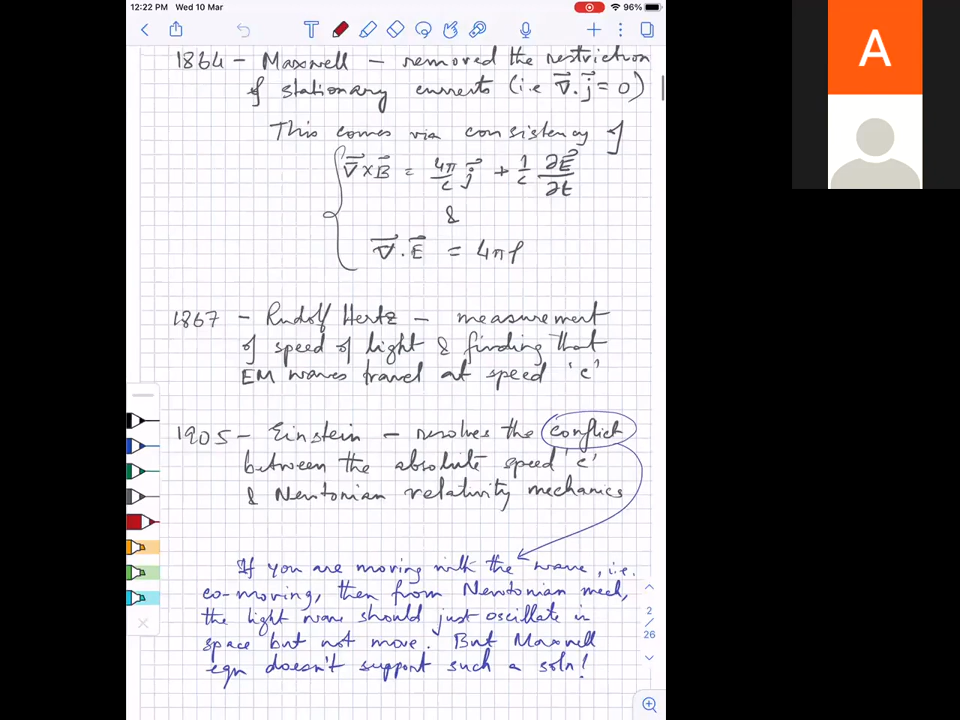 12:22 PM Wed 10 Mar
96%
1864 - Maxwell - removed the restriction
of stationary currents (i.e ∇⃗.j⃗ = 0)
This comes via consistency of
∇⃗×B⃗ = 4π/c j⃗ + 1/c ∂E⃗/∂t
&
∇⃗.E⃗ = 4πρ
1867 - Rudolf Hertz - measurement
of speed of light & finding that
EM waves travel at speed 'c'
1905 - Einstein - resolves the conflict
between the absolute speed 'c'
& Newtonian relativity mechanics
If you are moving with the wave, i.e.
co-moving, then from Newtonian mech,
the light wave should just oscillate in
space but not move. But Maxwell
eqn doesn't support such a soln!
2
/
26
A